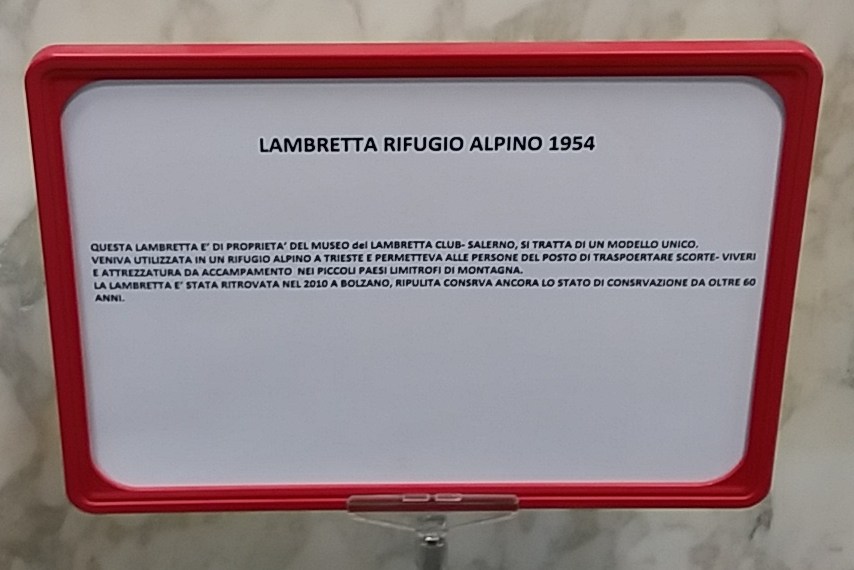 LAMBRETTA RIFUGIO ALPINO 1954
QUESTA LAMBRETTA E' DI PROPRIETA' DEL MUSEO del LAMBRETTA CLUB- SALERNO, SI TRATTA DI UN MODELLO UNICO.
VENIVA UTILIZZATA IN UN RIFUGIO ALPINO A TRIESTE E PERMETTEVA ALLE PERSONE DEL POSTO DI TRASPOERTARE SCORTE- VIVERI
E ATTREZZATURA DA ACCAMPAMENTO NEI PICCOLI PAESI LIMITROFI DI MONTAGNA.
LA LAMBRETTA E' STATA RITROVATA NEL 2010 A BOLZANO, RIPULITA CONSRVA ANCORA LO STATO DI CONSRVAZIONE DA OLTRE 60
ANNI.